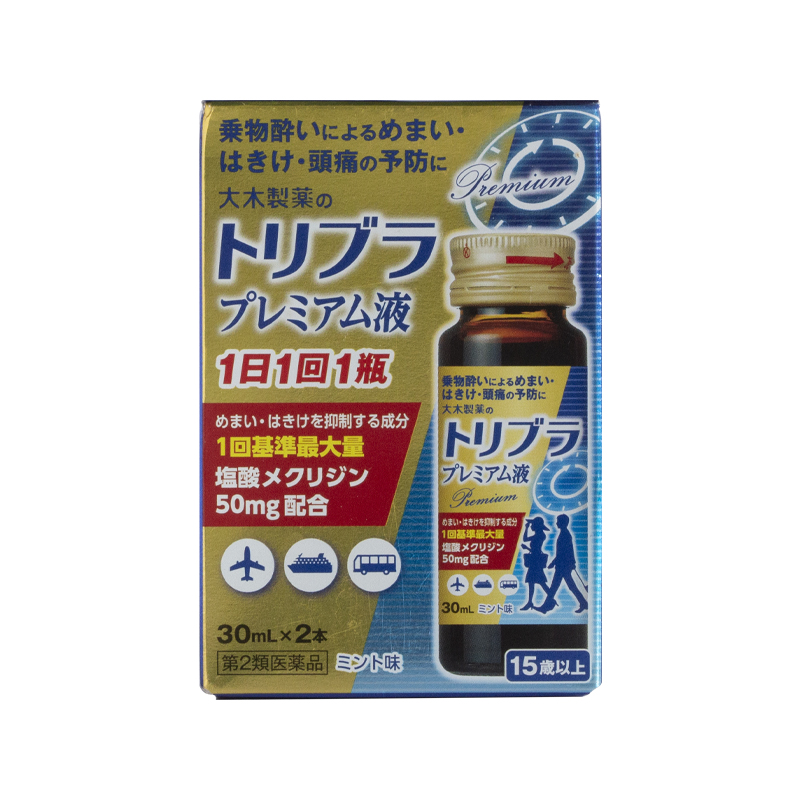 乗物酔いによるめまい・
はきけ・頭痛の予防に
Premium
大木製薬の
トリブラ
プレミアム液
1日1回1瓶
めまい・はきけを抑制する成分
1回基準最大量
塩酸メクリジン
50mg配合
30mL×2本
第2類医薬品
ミント味
乗物酔いによるめまい・
はきけ・頭痛の予防に
大木製薬の
トリブラ
プレミアム液
Premium
めまい・はきけを抑制する成分
1回基準最大量
塩酸メクリジン
50mg配合
30mL ミント味
15歳以上